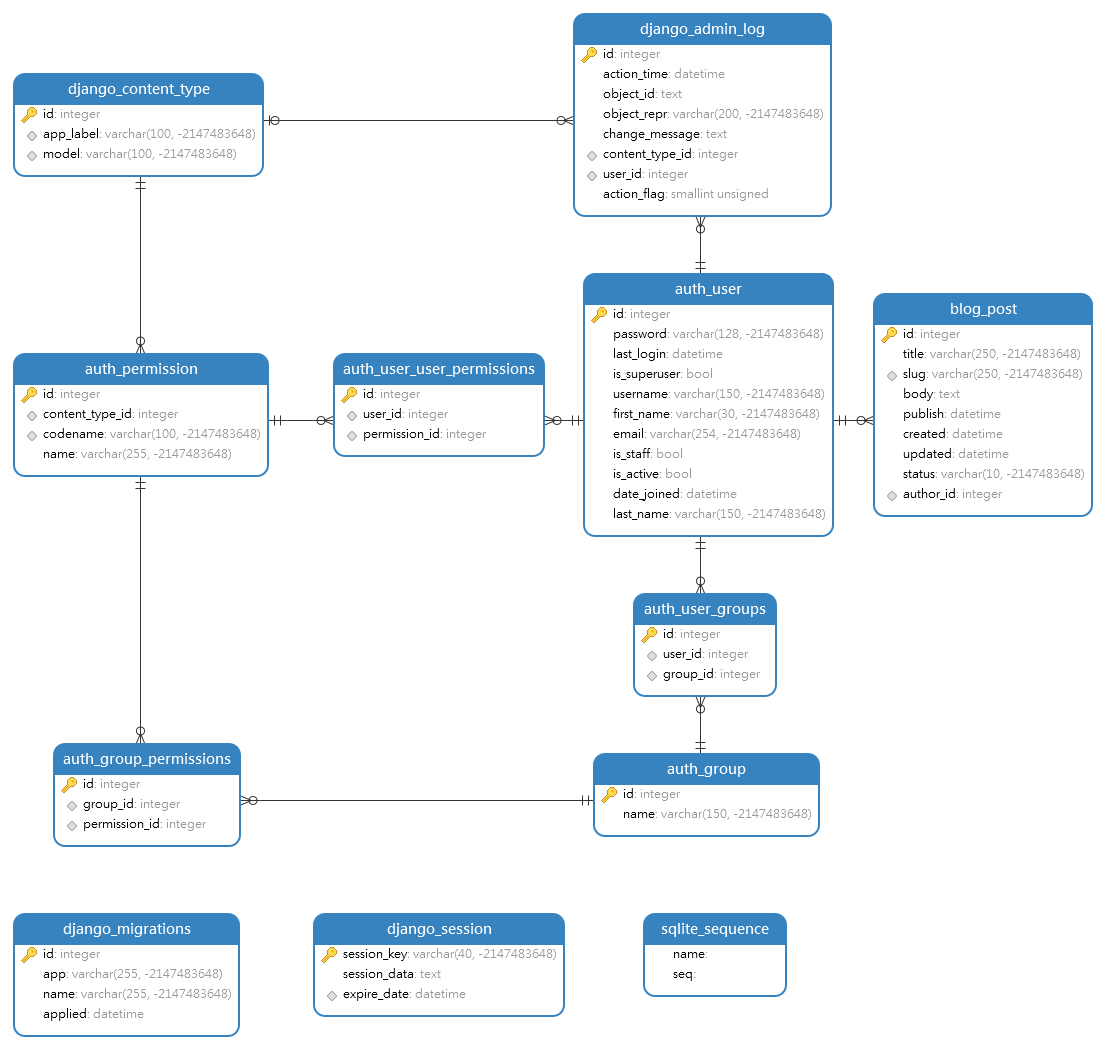 django_admin_log
id: integer
action_time: datetime
object_id: text
object_repr: varchar(200, -2147483648)
change_message: text
content_type_id: integer
user_id: integer
action_flag: smallint unsigned
django_content_type
id: integer
app_label: varchar(100, -2147483648)
model: varchar(100, -2147483648)
auth_user
id: integer
password: varchar(128, -2147483648)
last_login: datetime
is_superuser: bool
username: varchar(150, -2147483648)
first_name: varchar(30, -2147483648)
email: varchar(254, -2147483648)
is_staff: bool
is_active: bool
date_joined: datetime
last_name: varchar(150, -2147483648)
blog_post
id: integer
title: varchar(250, -2147483648)
slug: varchar(250, -2147483648)
body: text
publish: datetime
created: datetime
updated: datetime
status: varchar(10, -2147483648)
author_id: integer
auth_permission
id: integer
content_type_id: integer
codename: varchar(100, -2147483648)
name: varchar(255, -2147483648)
auth_user_user_permissions
id: integer
user_id: integer
permission_id: integer
auth_user_groups
id: integer
user_id: integer
group_id: integer
auth_group_permissions
id: integer
group_id: integer
permission_id: integer
auth_group
id: integer
name: varchar(150, -2147483648)
django_migrations
id: integer
app: varchar(255, -2147483648)
name: varchar(255, -2147483648)
applied: datetime
django_session
session_key: varchar(40, -2147483648)
session_data: text
expire_date: datetime
sqlite_sequence
name:
seq: